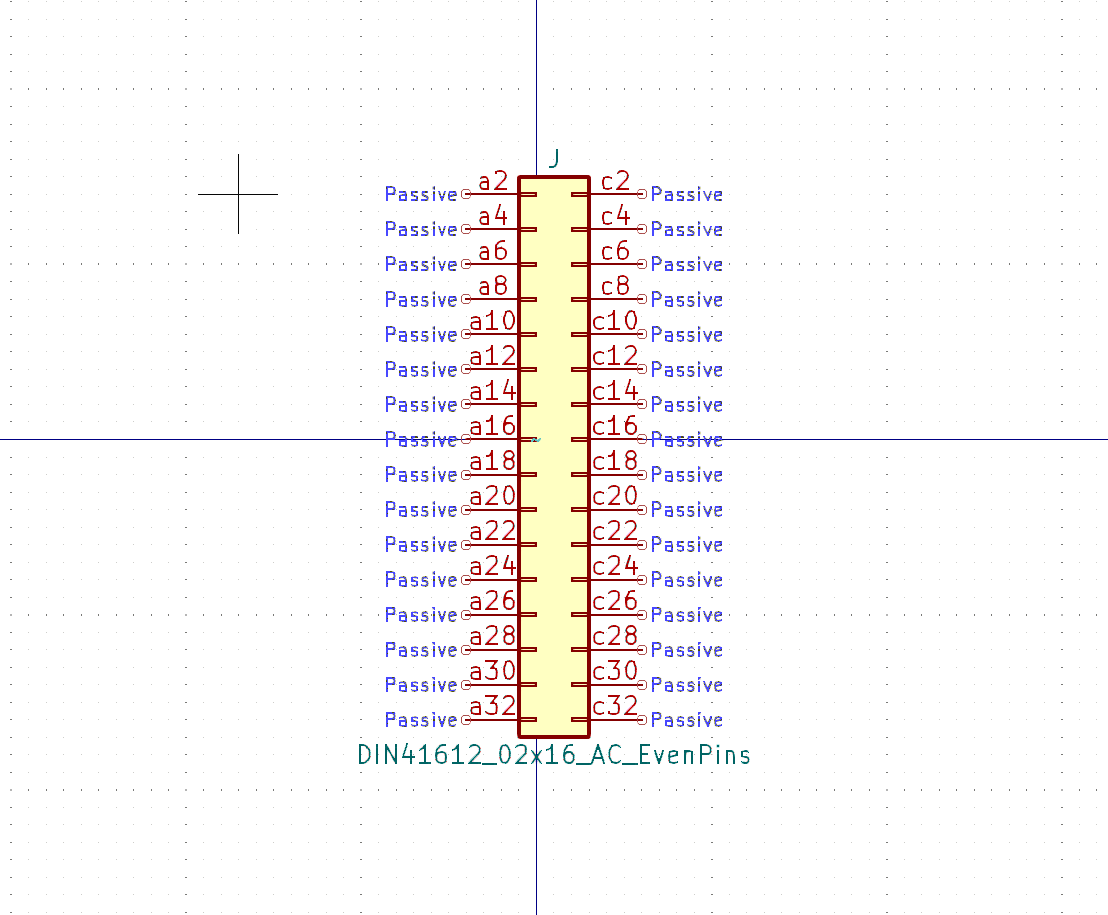 J
Passive a2 c2 Passive
Passive a4 c4 Passive
Passive a6 c6 Passive
Passive a8 c8 Passive
Passive a10 c10 Passive
Passive a12 c12 Passive
Passive a14 c14 Passive
Passive a16 c16 Passive
Passive a18 c18 Passive
Passive a20 c20 Passive
Passive a22 c22 Passive
Passive a24 c24 Passive
Passive a26 c26 Passive
Passive a28 c28 Passive
Passive a30 c30 Passive
Passive a32 c32 Passive
DIN41612_02x16_AC_EvenPins